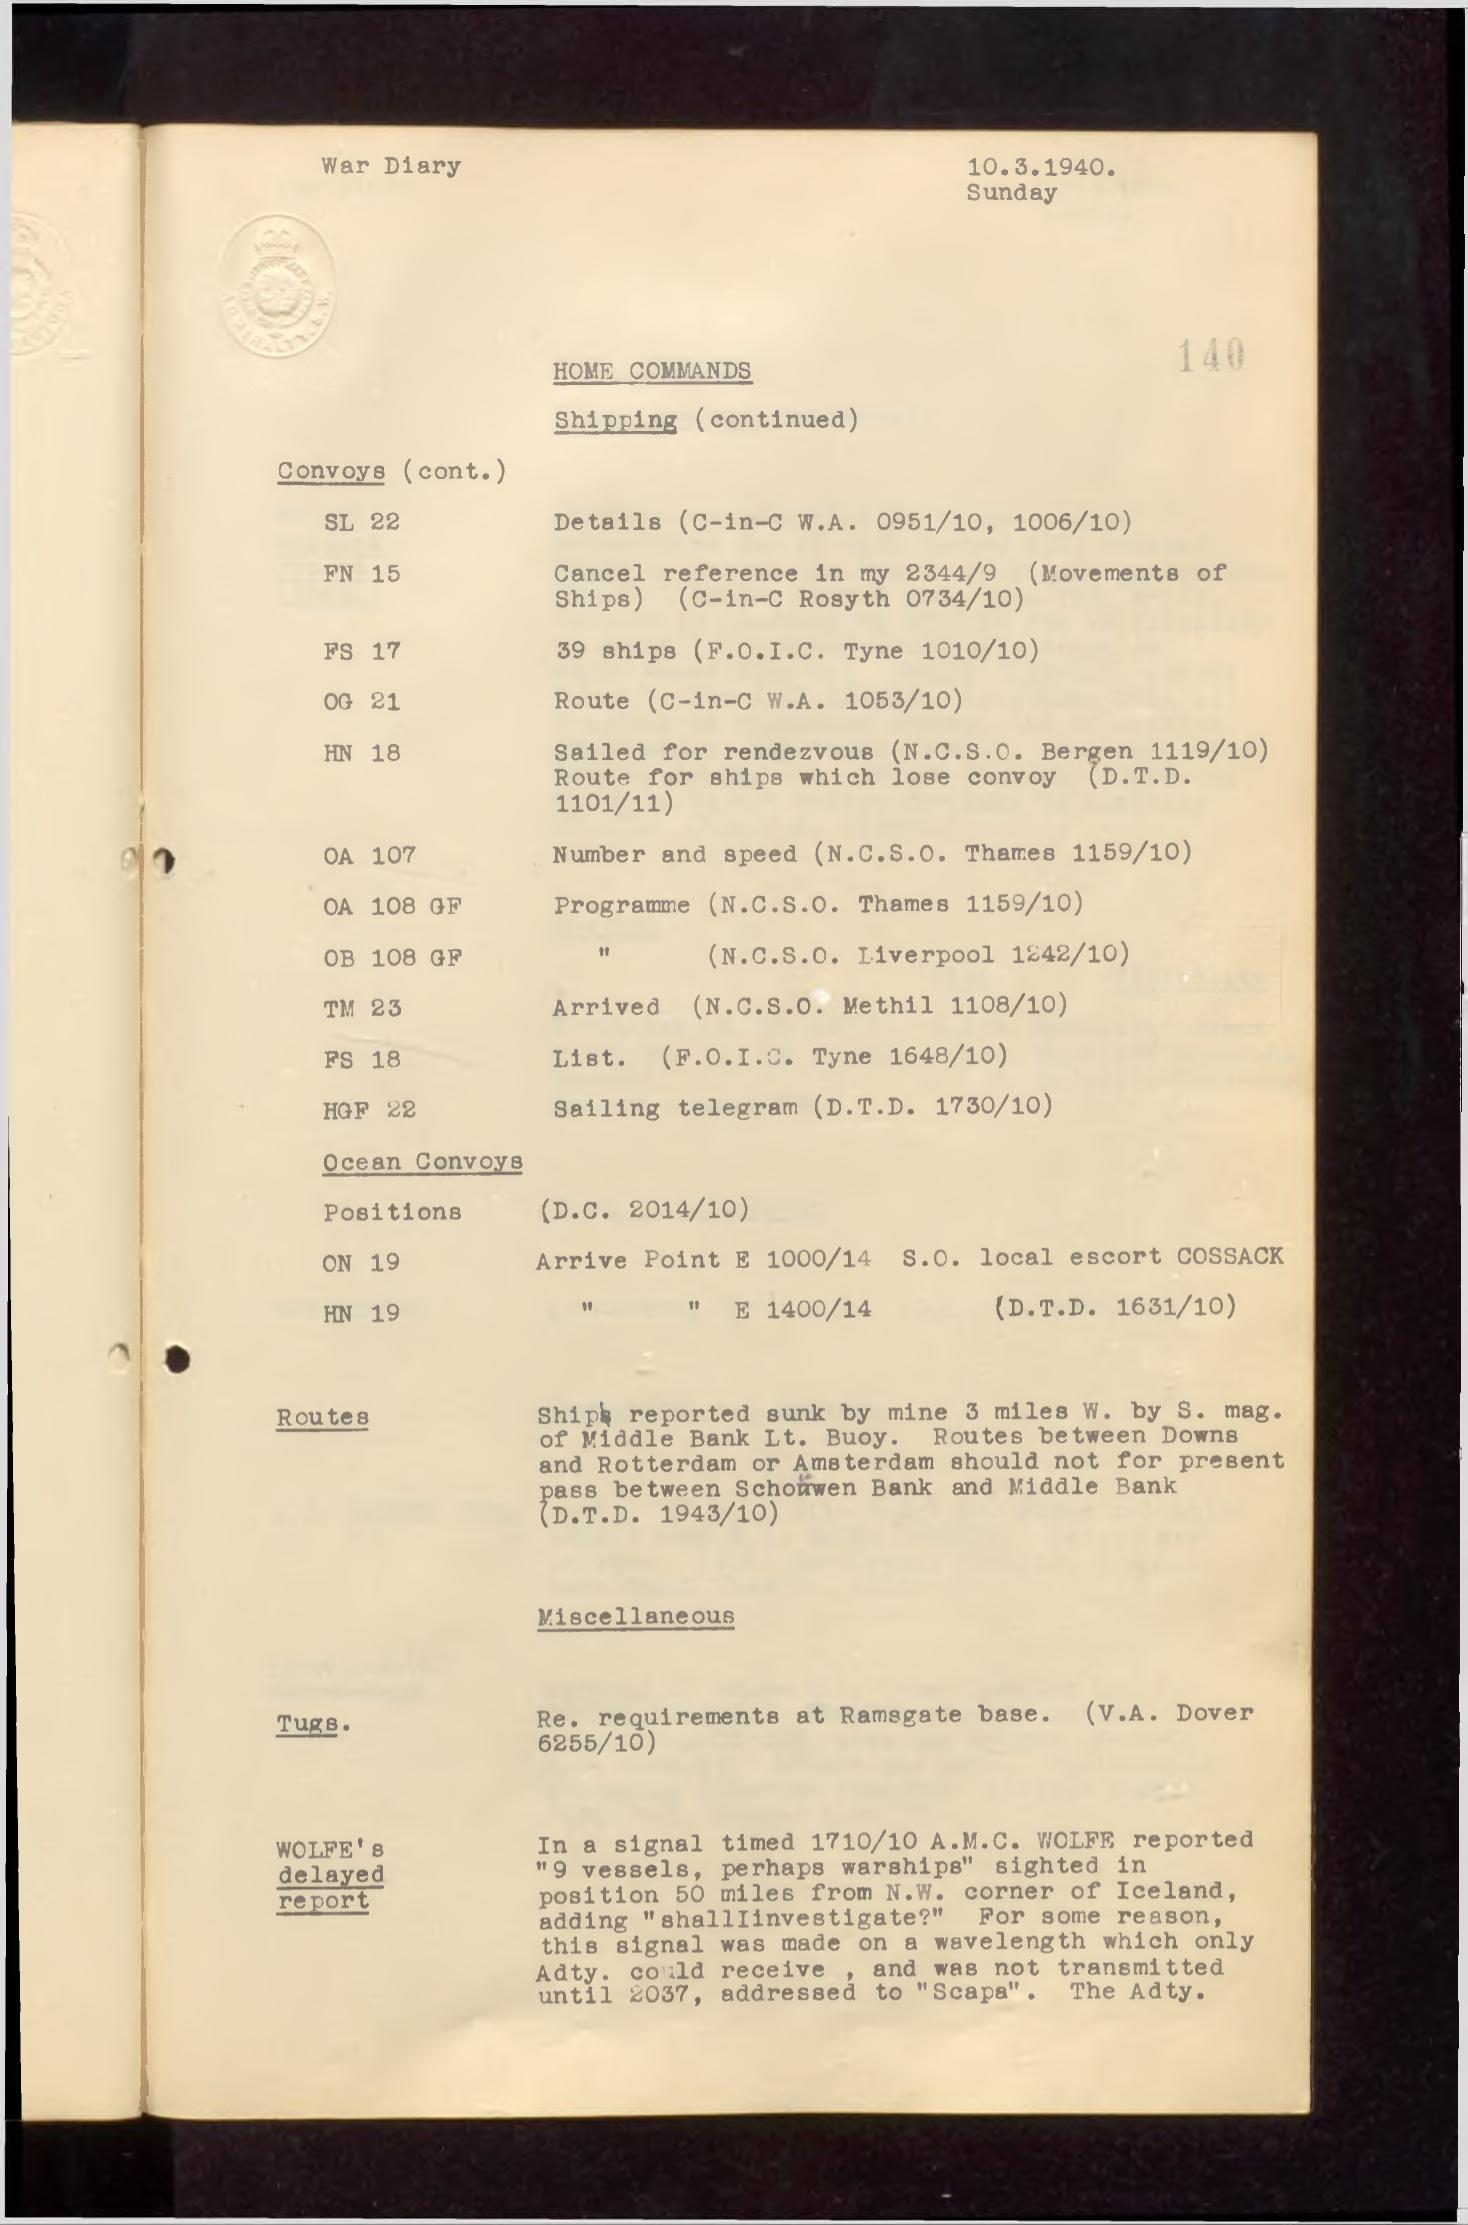 War Diary
10.3.1940.
Sunday
ADMIRALTY.S.W.
140
HOME COMMANDS
Shipping (continued)
Convoys (cont.)
SL 22 Details (C-in-C W.A. 0951/10, 1006/10)
FN 15 Cancel reference in my 2344/9 (Movements of
Ships) (C-in-C Rosyth 0734/10)
FS 17 39 ships (F.O.I.C. Tyne 1010/10)
OG 21 Route (C-in-C W.A. 1053/10)
HN 18 Sailed for rendezvous (N.C.S.O. Bergen 1119/10)
Route for ships which lose convoy (D.T.D.
1101/11)
OA 107 Number and speed (N.C.S.O. Thames 1159/10)
OA 108 GF Programme (N.C.S.O. Thames 1159/10)
OB 108 GF " (N.C.S.O. Liverpool 1242/10)
TM 23 Arrived (N.C.S.O. Methil 1108/10)
FS 18 List. (F.O.I.C. Tyne 1648/10)
HGF 22 Sailing telegram (D.T.D. 1730/10)
Ocean Convoys
Positions (D.C. 2014/10)
ON 19 Arrive Point E 1000/14 S.O. local escort COSSACK
HN 19 " " E 1400/14 (D.T.D. 1631/10)
Routes Ship reported sunk by mine 3 miles W. by S. mag.
of Middle Bank Lt. Buoy. Routes between Downs
and Rotterdam or Amsterdam should not for present
pass between Schouwen Bank and Middle Bank
(D.T.D. 1943/10)
Miscellaneous
Tugs. Re. requirements at Ramsgate base. (V.A. Dover
6255/10)
WOLFE's In a signal timed 1710/10 A.M.C. WOLFE reported
delayed "9 vessels, perhaps warships" sighted in
report position 50 miles from N.W. corner of Iceland,
adding "shallIinvestigate?" For some reason,
this signal was made on a wavelength which only
Adty. could receive , and was not transmitted
until 2037, addressed to "Scapa". The Adty.